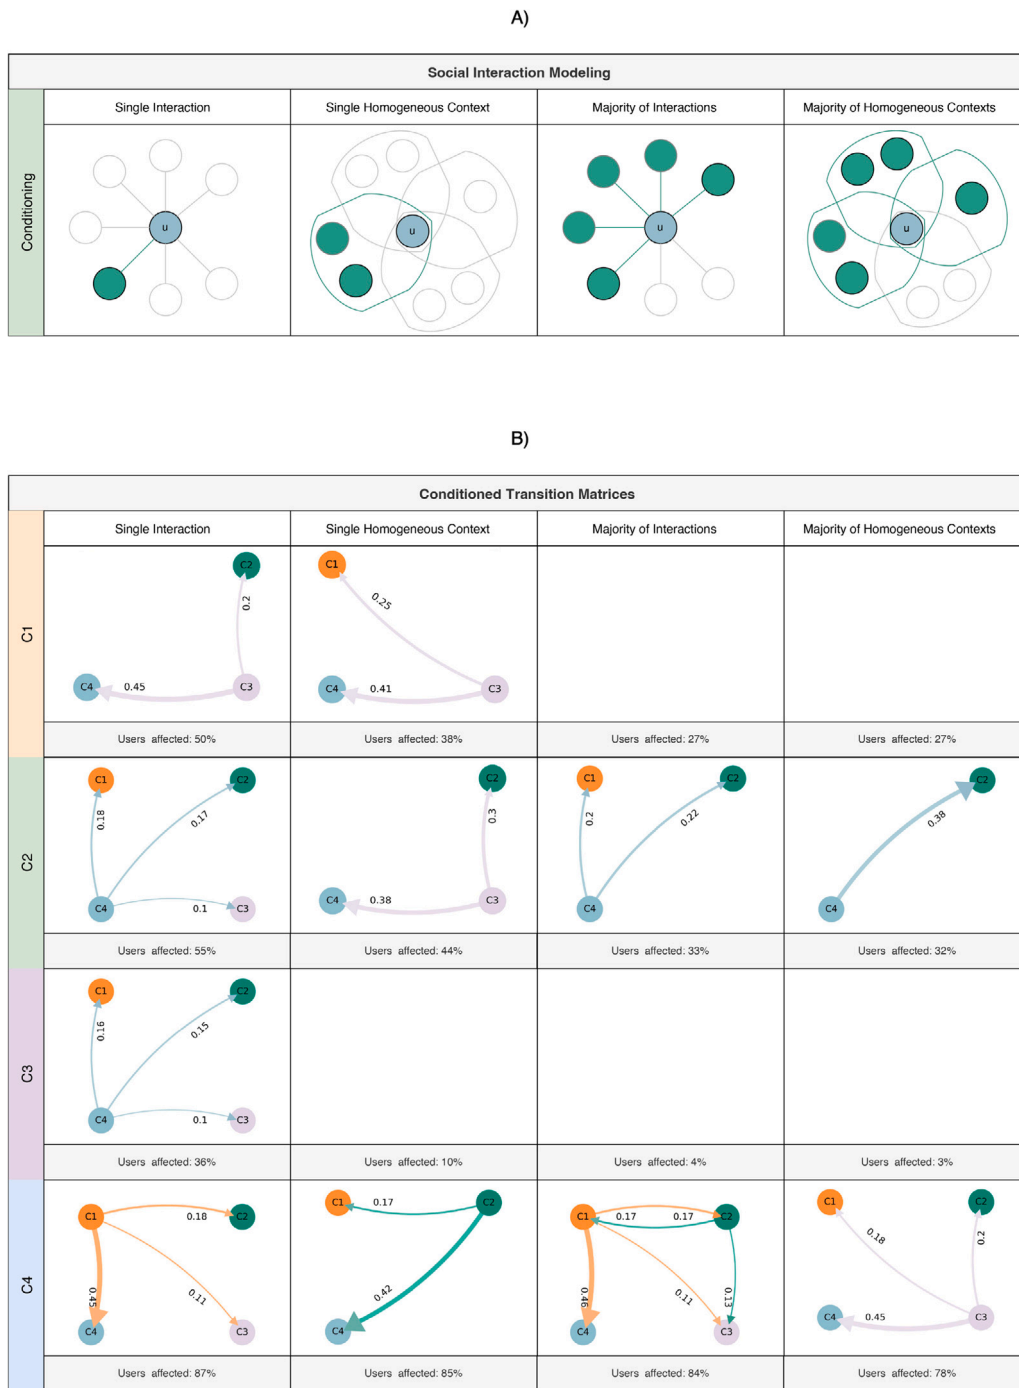 A)
Social Interaction Modeling
Conditioning
Single Interaction
Single Homogeneous Context
Majority of Interactions
Majority of Homogeneous Contexts
u
u
u
u
B)
Conditioned Transition Matrices
Single Interaction
Single Homogeneous Context
Majority of Interactions
Majority of Homogeneous Contexts
C1
C2
0.2
C4
0.45
C3
C1
0.25
C4
0.41
C3
Users affected: 50%
Users affected: 38%
Users affected: 27%
Users affected: 27%
C2
C1
C2
0.18
0.17
C4
0.1
C3
C2
0.3
C4
0.38
C3
C1
C2
0.2
0.22
C4
C2
0.38
C4
Users affected: 55%
Users affected: 44%
Users affected: 33%
Users affected: 32%
C3
C1
C2
0.16
0.15
C4
0.1
C3
Users affected: 36%
Users affected: 10%
Users affected: 4%
Users affected: 3%
C4
C1
0.18
C2
0.45
0.11
C4
C3
C1
0.17
C2
0.42
C4
C1
0.17
0.17
C2
0.46
0.11
0.13
C4
C3
C1
C2
0.18
0.2
C4
0.45
C3
Users affected: 87%
Users affected: 85%
Users affected: 84%
Users affected: 78%